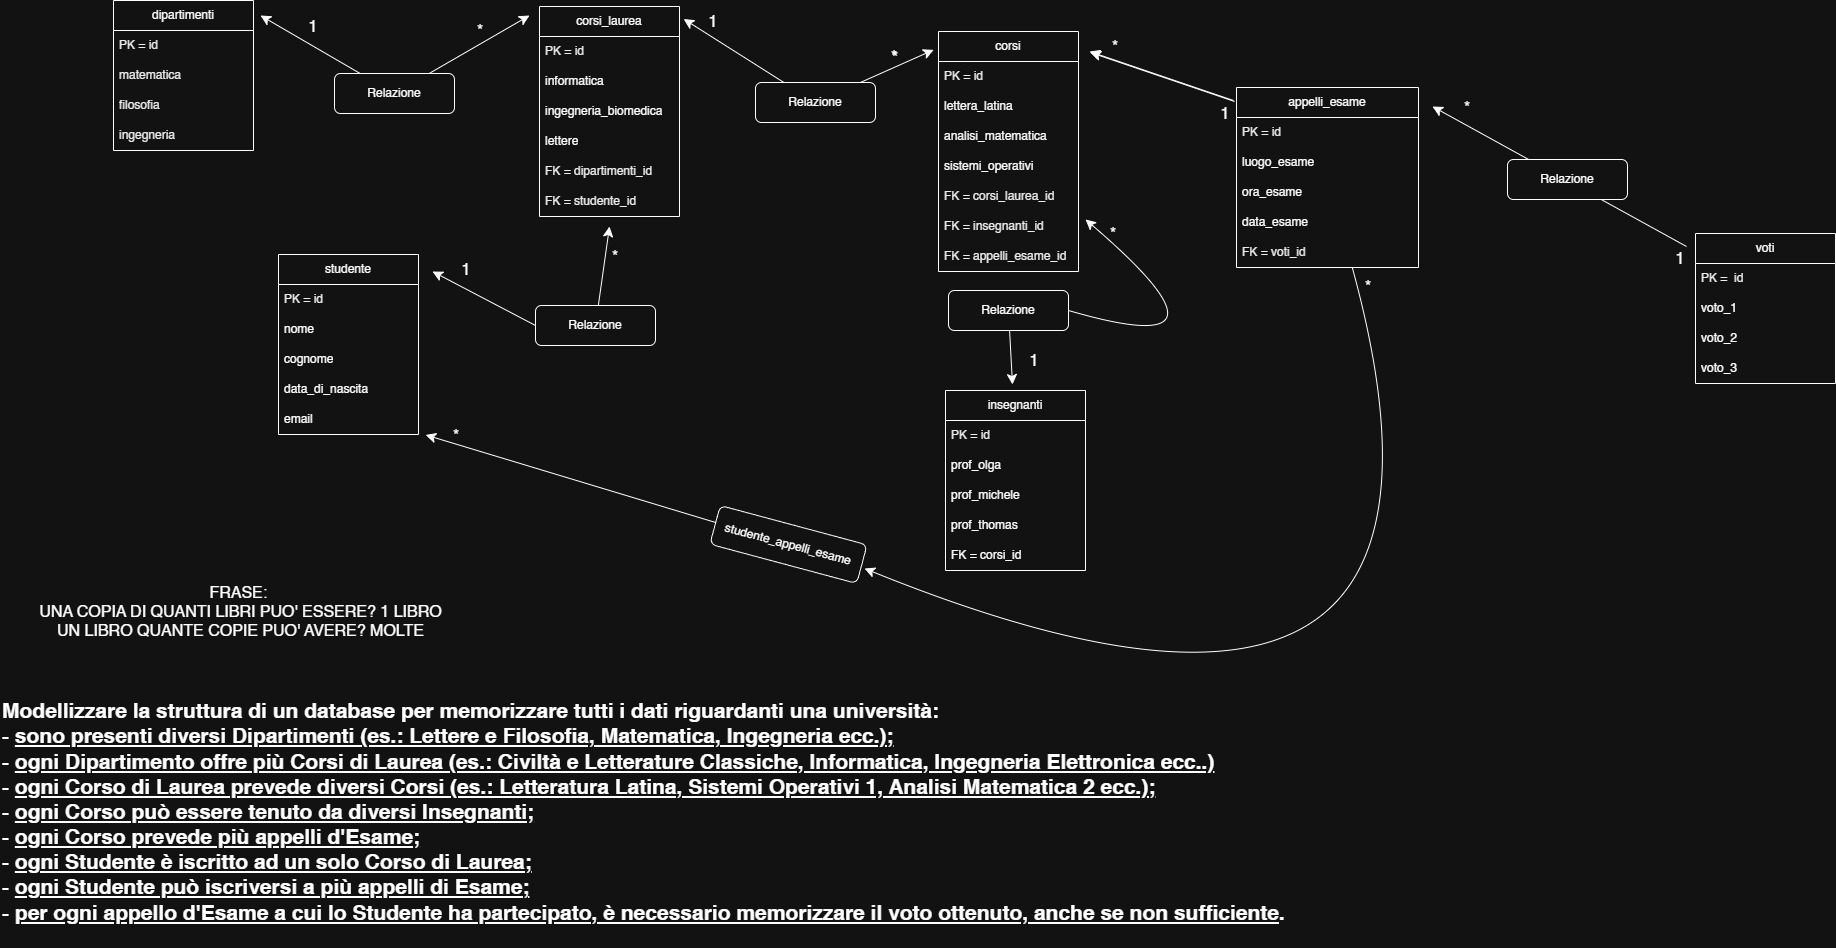 dipartimenti
PK = id
matematica
filosofia
ingegneria
1
*
Relazione
corsi_laurea
PK = id
informatica
ingegneria_biomedica
lettere
FK = dipartimenti_id
FK = studente_id
1
*
Relazione
corsi
PK = id
lettera_latina
analisi_matematica
sistemi_operativi
FK = corsi_laurea_id
FK = insegnanti_id
FK = appelli_esame_id
*
1
appelli_esame
PK = id
luogo_esame
ora_esame
data_esame
FK = voti_id
*
Relazione
1
voti
PK = id
voto_1
voto_2
voto_3
studente
PK = id
nome
cognome
data_di_nascita
email
1
*
Relazione
*
Relazione
1
insegnanti
PK = id
prof_olga
prof_michele
prof_thomas
FK = corsi_id
*
*
studente_appelli_esame
FRASE:
UNA COPIA DI QUANTI LIBRI PUO' ESSERE? 1 LIBRO
UN LIBRO QUANTE COPIE PUO' AVERE? MOLTE
Modellizzare la struttura di un database per memorizzare tutti i dati riguardanti una università:
- sono presenti diversi Dipartimenti (es.: Lettere e Filosofia, Matematica, Ingegneria ecc.);
- ogni Dipartimento offre più Corsi di Laurea (es.: Civiltà e Letterature Classiche, Informatica, Ingegneria Elettronica ecc..)
- ogni Corso di Laurea prevede diversi Corsi (es.: Letteratura Latina, Sistemi Operativi 1, Analisi Matematica 2 ecc.);
- ogni Corso può essere tenuto da diversi Insegnanti;
- ogni Corso prevede più appelli d'Esame;
- ogni Studente è iscritto ad un solo Corso di Laurea;
- ogni Studente può iscriversi a più appelli di Esame;
- per ogni appello d'Esame a cui lo Studente ha partecipato, è necessario memorizzare il voto ottenuto, anche se non sufficiente.